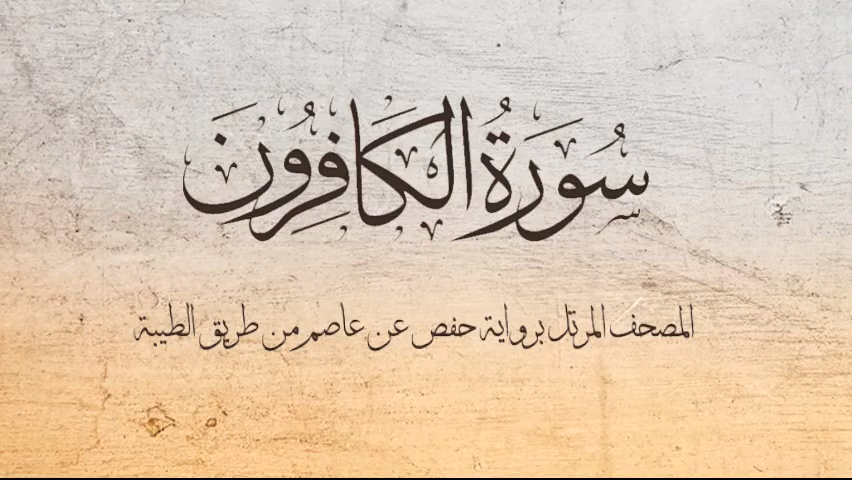 سُورَةُ الكَافِرُونَ
المصحف المرتل برواية حفص عن عاصم من طريق الطيبة